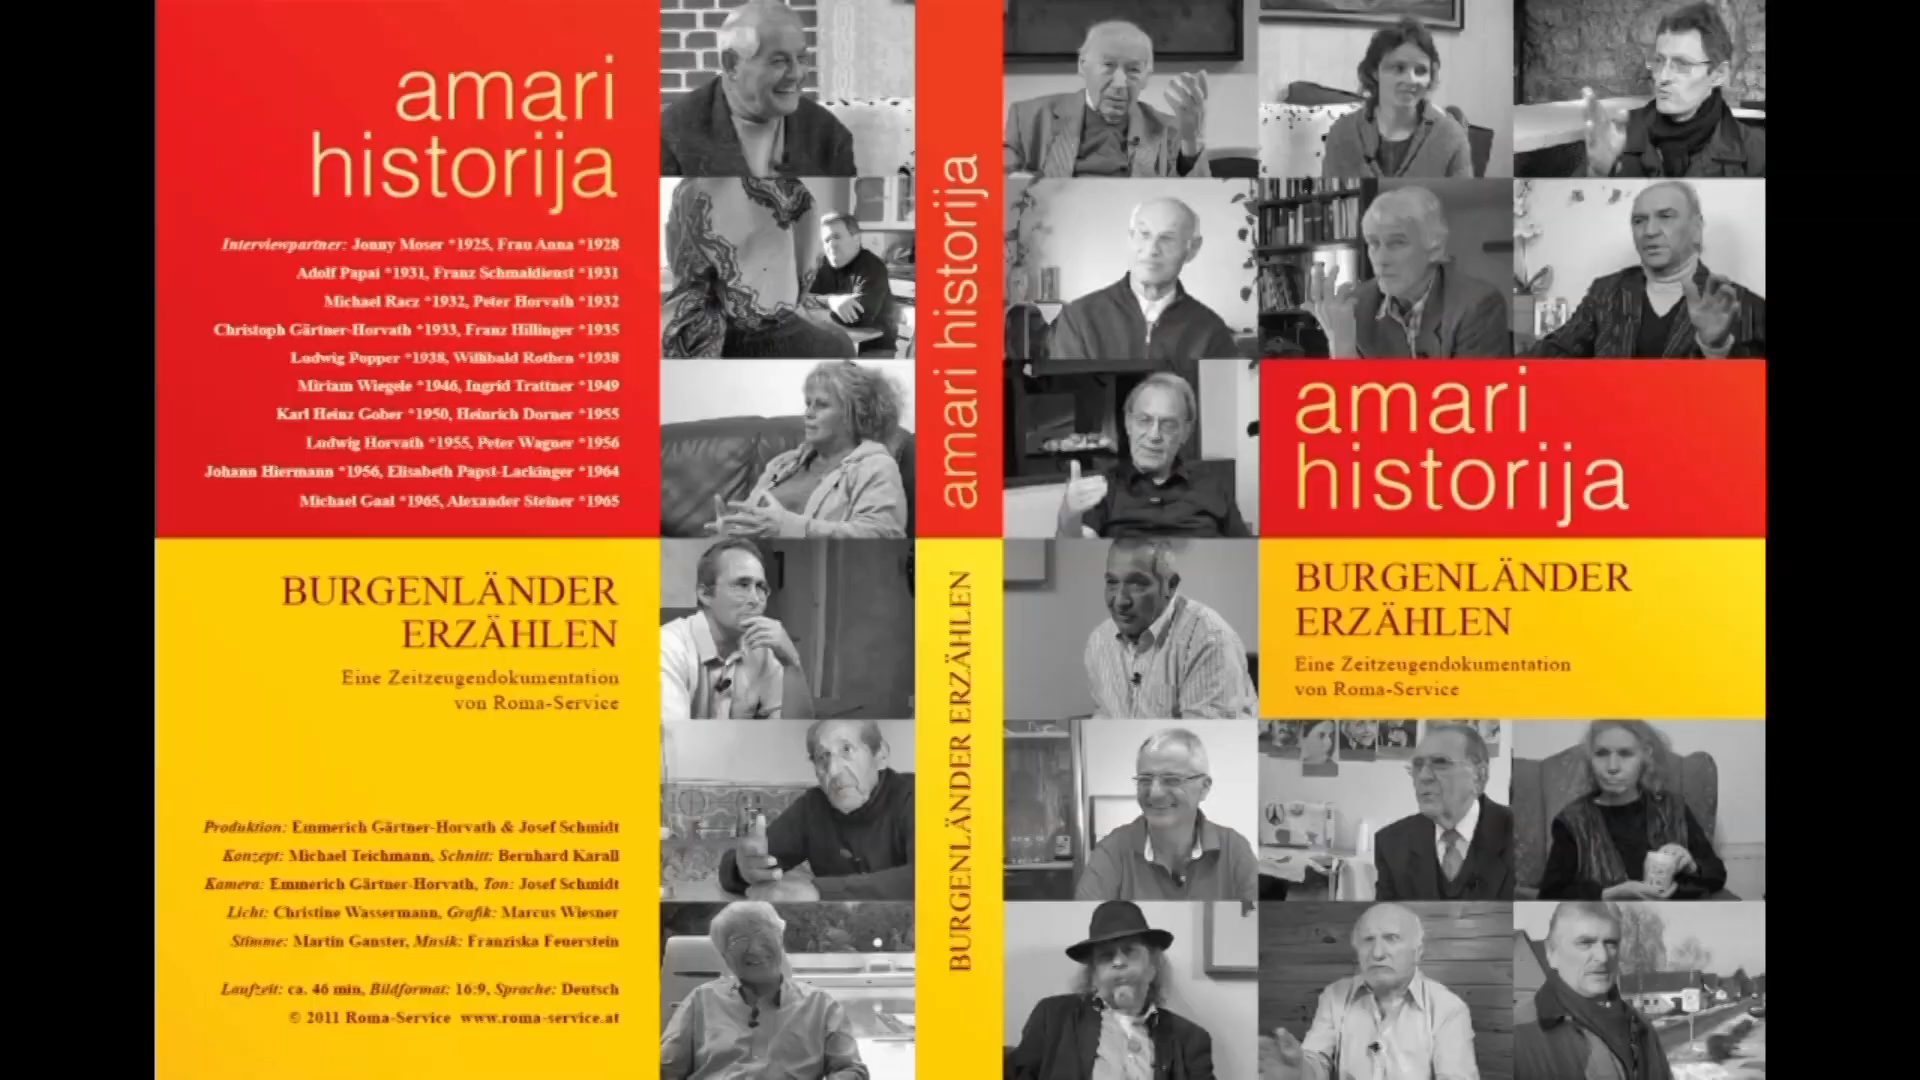 amari
historija
Interviewpartner: Jonny Moser *1925, Frau Anna *1928
Adolf Papai *1931, Franz Schmaldienst *1931
Michael Racz *1932, Peter Horvath *1932
Christoph Gärtner-Horvath *1933, Franz Hillinger *1935
Ludwig Popper *1938, Willibald Rothen *1938
Miriam Wiegele *1946, Ingrid Trattner *1949
Karl Heinz Gober *1950, Heinrich Dorner *1955
Ludwig Horvath *1955, Peter Wagner *1956
Johann Hiermann *1956, Elisabeth Papst-Lackinger *1964
Michael Gaal *1965, Alexander Steiner *1965
BURGENLÄNDER
ERZÄHLEN
Eine Zeitzeugendokumentation
von Roma-Service
Produktion: Emmerich Gärtner-Horvath & Josef Schmidt
Konzept: Michael Teichmann, Schnitt: Bernhard Karall
Kamera: Emmerich Gärtner-Horvath, Ton: Josef Schmidt
Licht: Christine Wassermann, Grafik: Marcus Wiesner
Stimme: Martin Ganster, Musik: Franziska Feuerstein
Laufzeit: ca. 46 min, Bildformat: 16:9, Sprache: Deutsch
© 2011 Roma-Service www.roma-service.at
amari historija
BURGENLÄNDER ERZÄHLEN
amari
historija
BURGENLÄNDER
ERZÄHLEN
Eine Zeitzeugendokumentation
von Roma-Service